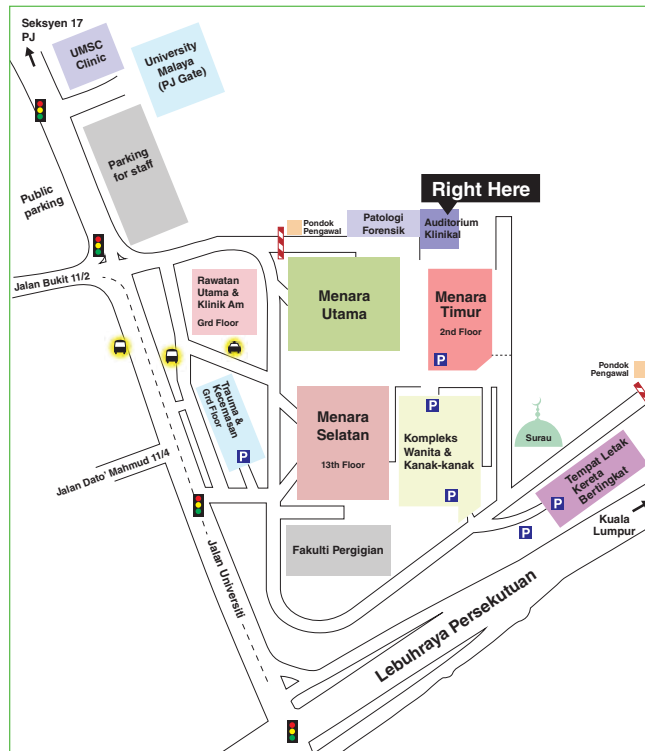 Seksyen 17
PJ
UMSC
Clinic
University
Malaya
(PJ Gate)
Parking
for staff
Public
parking
Right Here
Pondok
Pengawal
Patologi
Forensik
Auditorium
Klinikal
Jalan Bukit 11/2
Rawatan
Utama &
Klinik Am
Grd Floor
Menara
Utama
Menara
Timur
2nd Floor
P
Pondok
Pengawal
Trauma &
Kecemasan
Grd Floor
P
Menara
Selatan
13th Floor
P
Kompleks
Wanita &
Kanak-kanak
P
Surau
Tempat Letak
Kereta
Bertingkat
P
P
Kuala
Lumpur
Jalan Dato' Mahmud 11/4
Fakulti Pergigian
Jalan Universiti
Lebuhraya Persekutuan